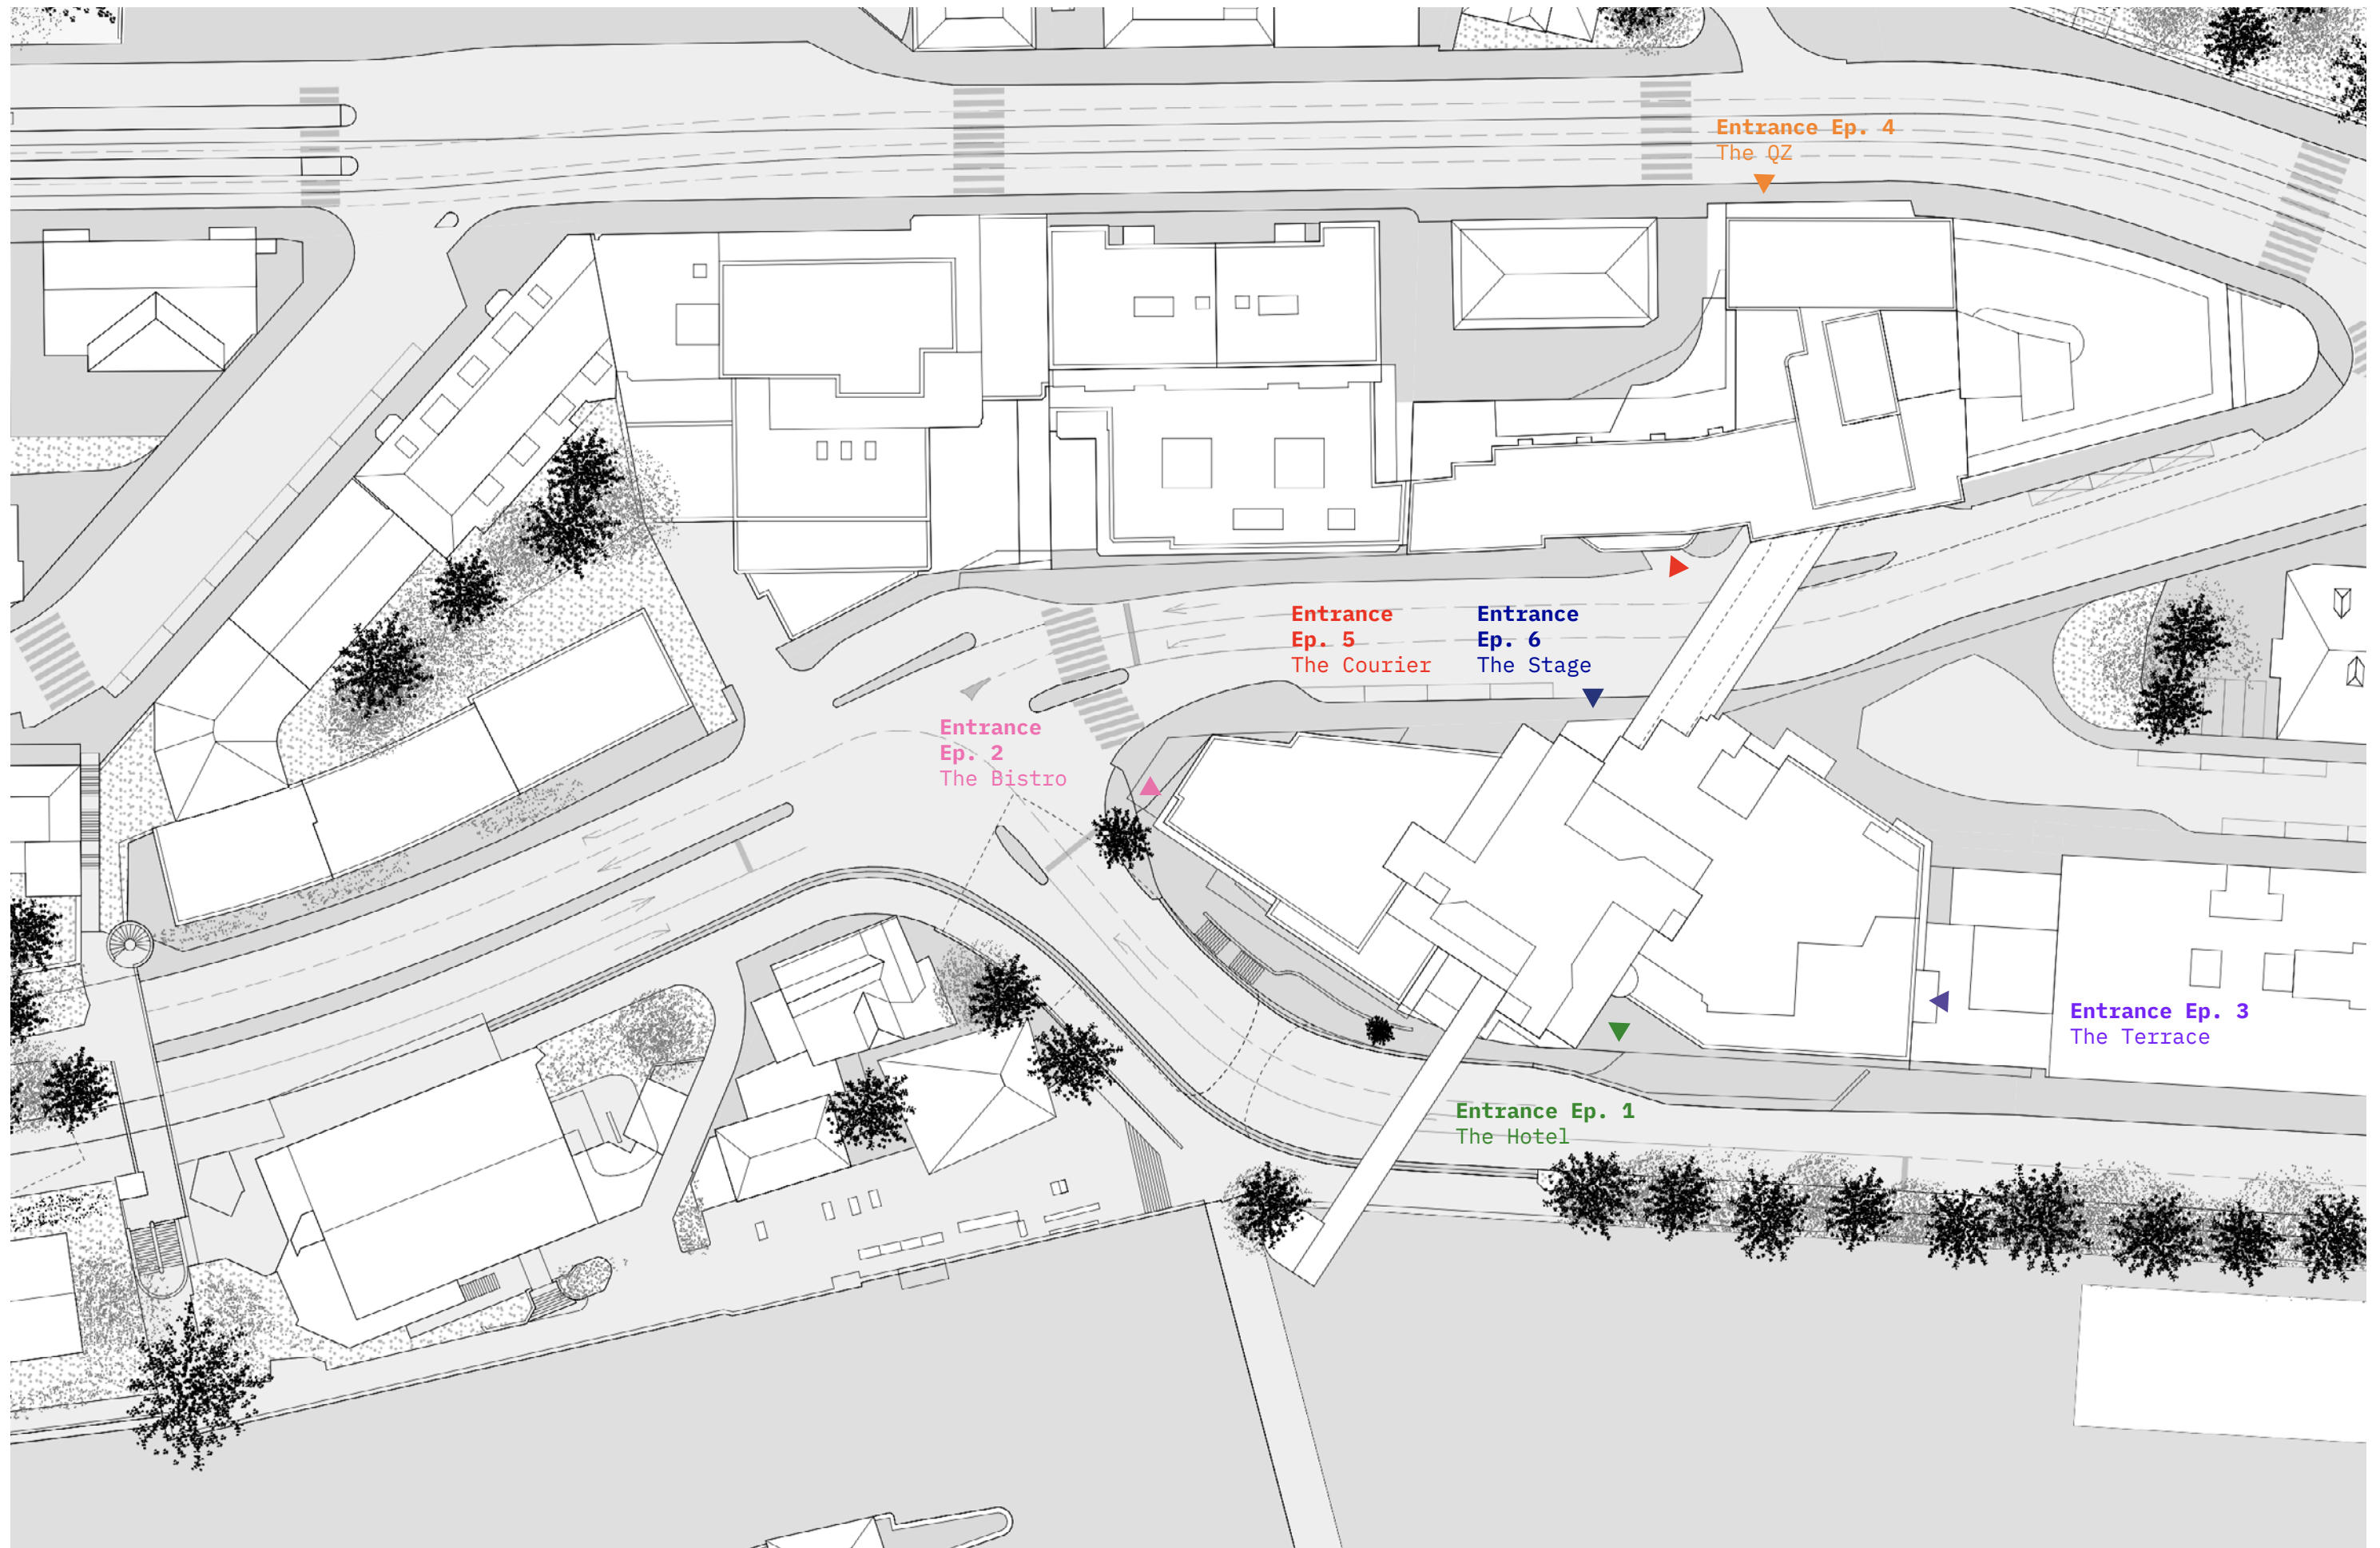 Entrance Ep. 4
The QZ
Entrance
Ep. 5
The Courier
Entrance
Ep. 6
The Stage
Entrance
Ep. 2
The Bistro
Entrance Ep. 3
The Terrace
Entrance Ep. 1
The Hotel